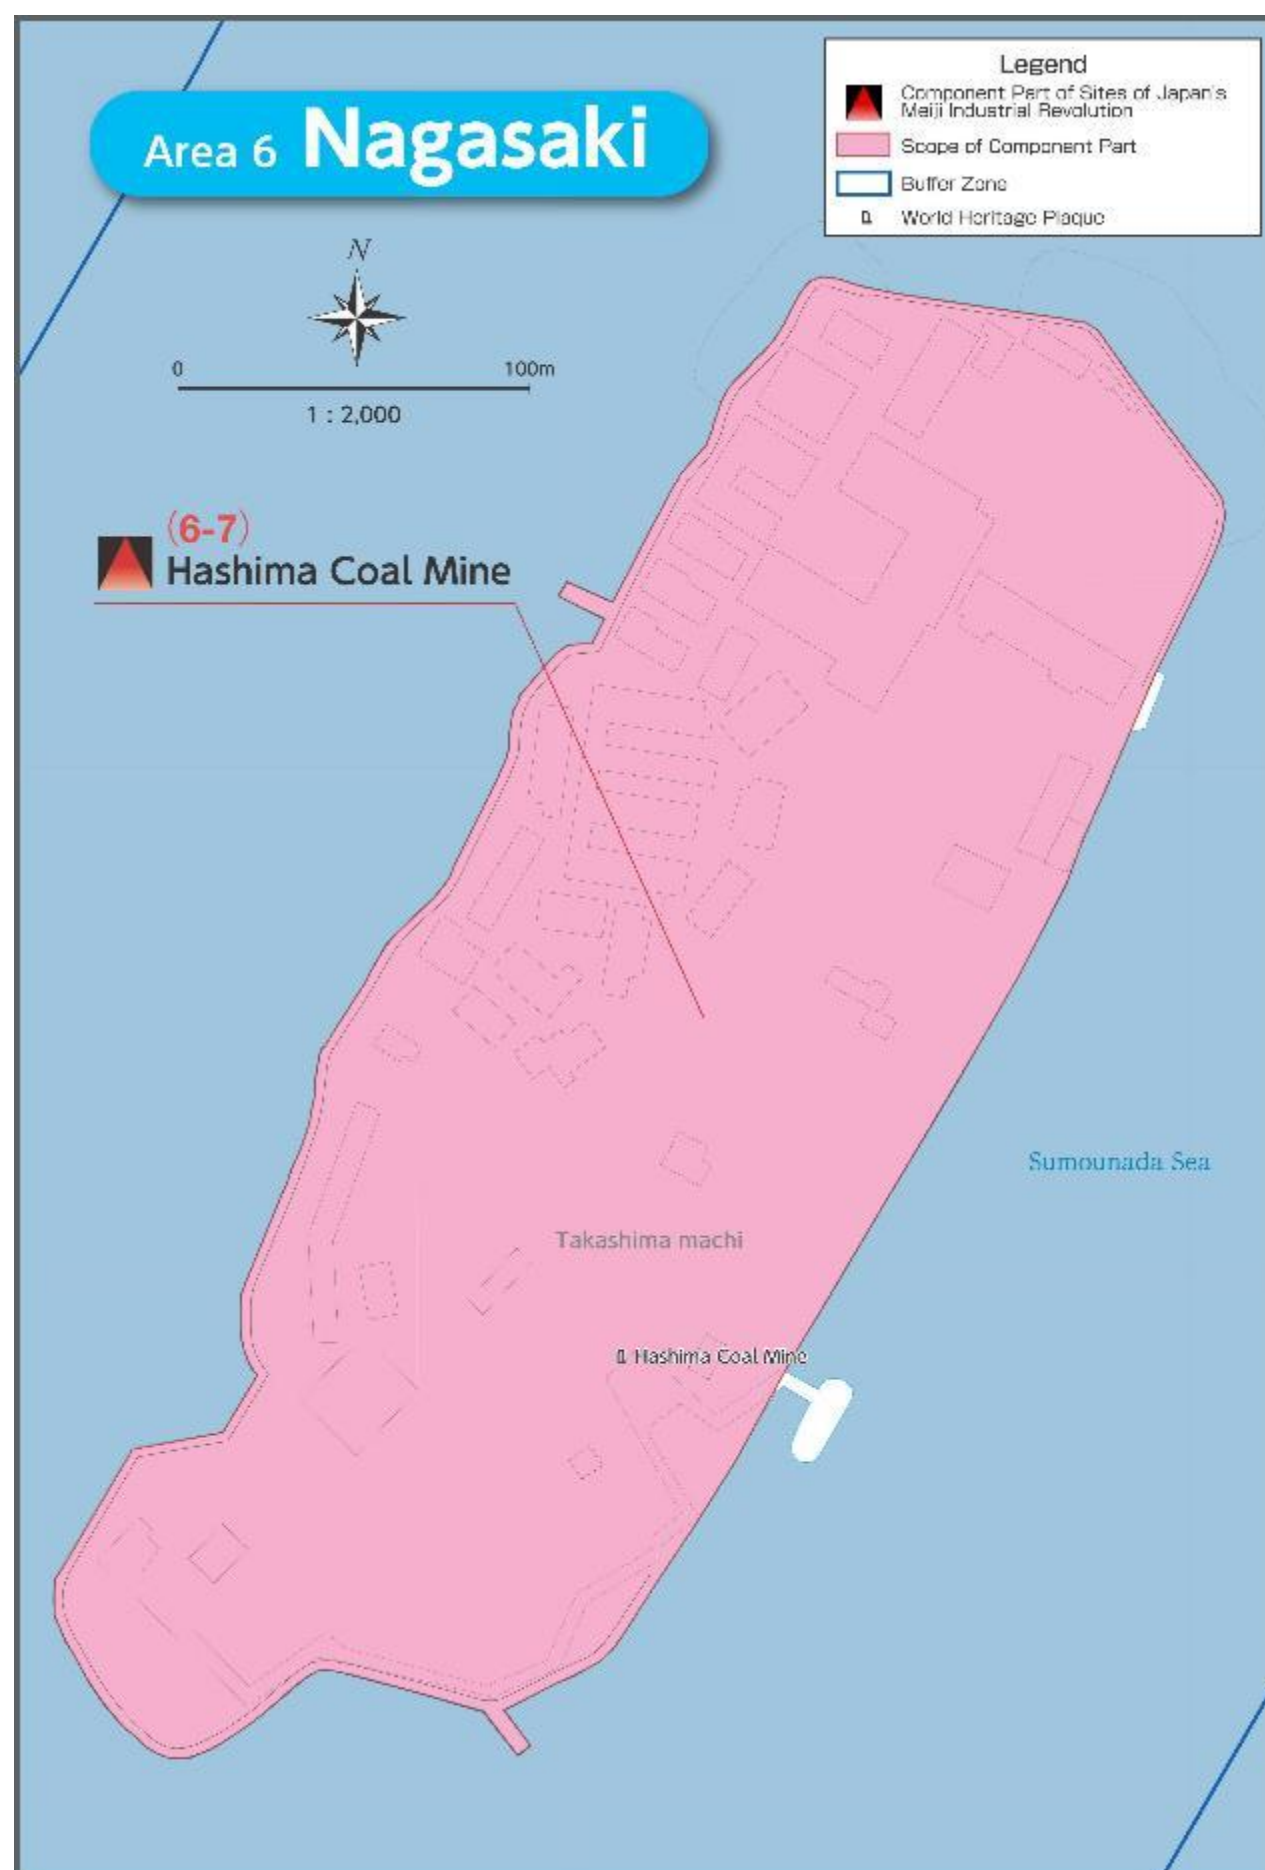 Area 6 Nagasaki
Legend
Component Part of Sites of Japan's
Meiji Industrial Revolution
Scope of Component Part
Buffer Zone
World Heritage Plaque
N
0 100m
1 : 2,000
(6-7)
Hashima Coal Mine
Sumounada Sea
Takashima machi
Hashima Coal Mine